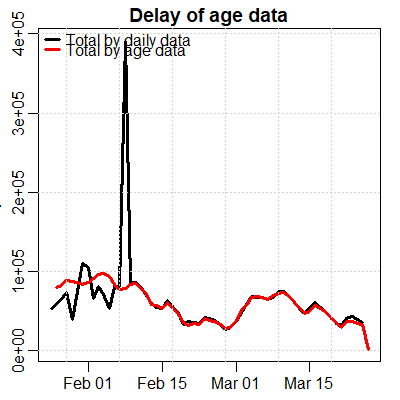 Delay of age data
Total by daily data
Total by age data
4e+05
3e+05
2e+05
1e+05
0e+00
Feb 01 Feb 15 Mar 01 Mar 15